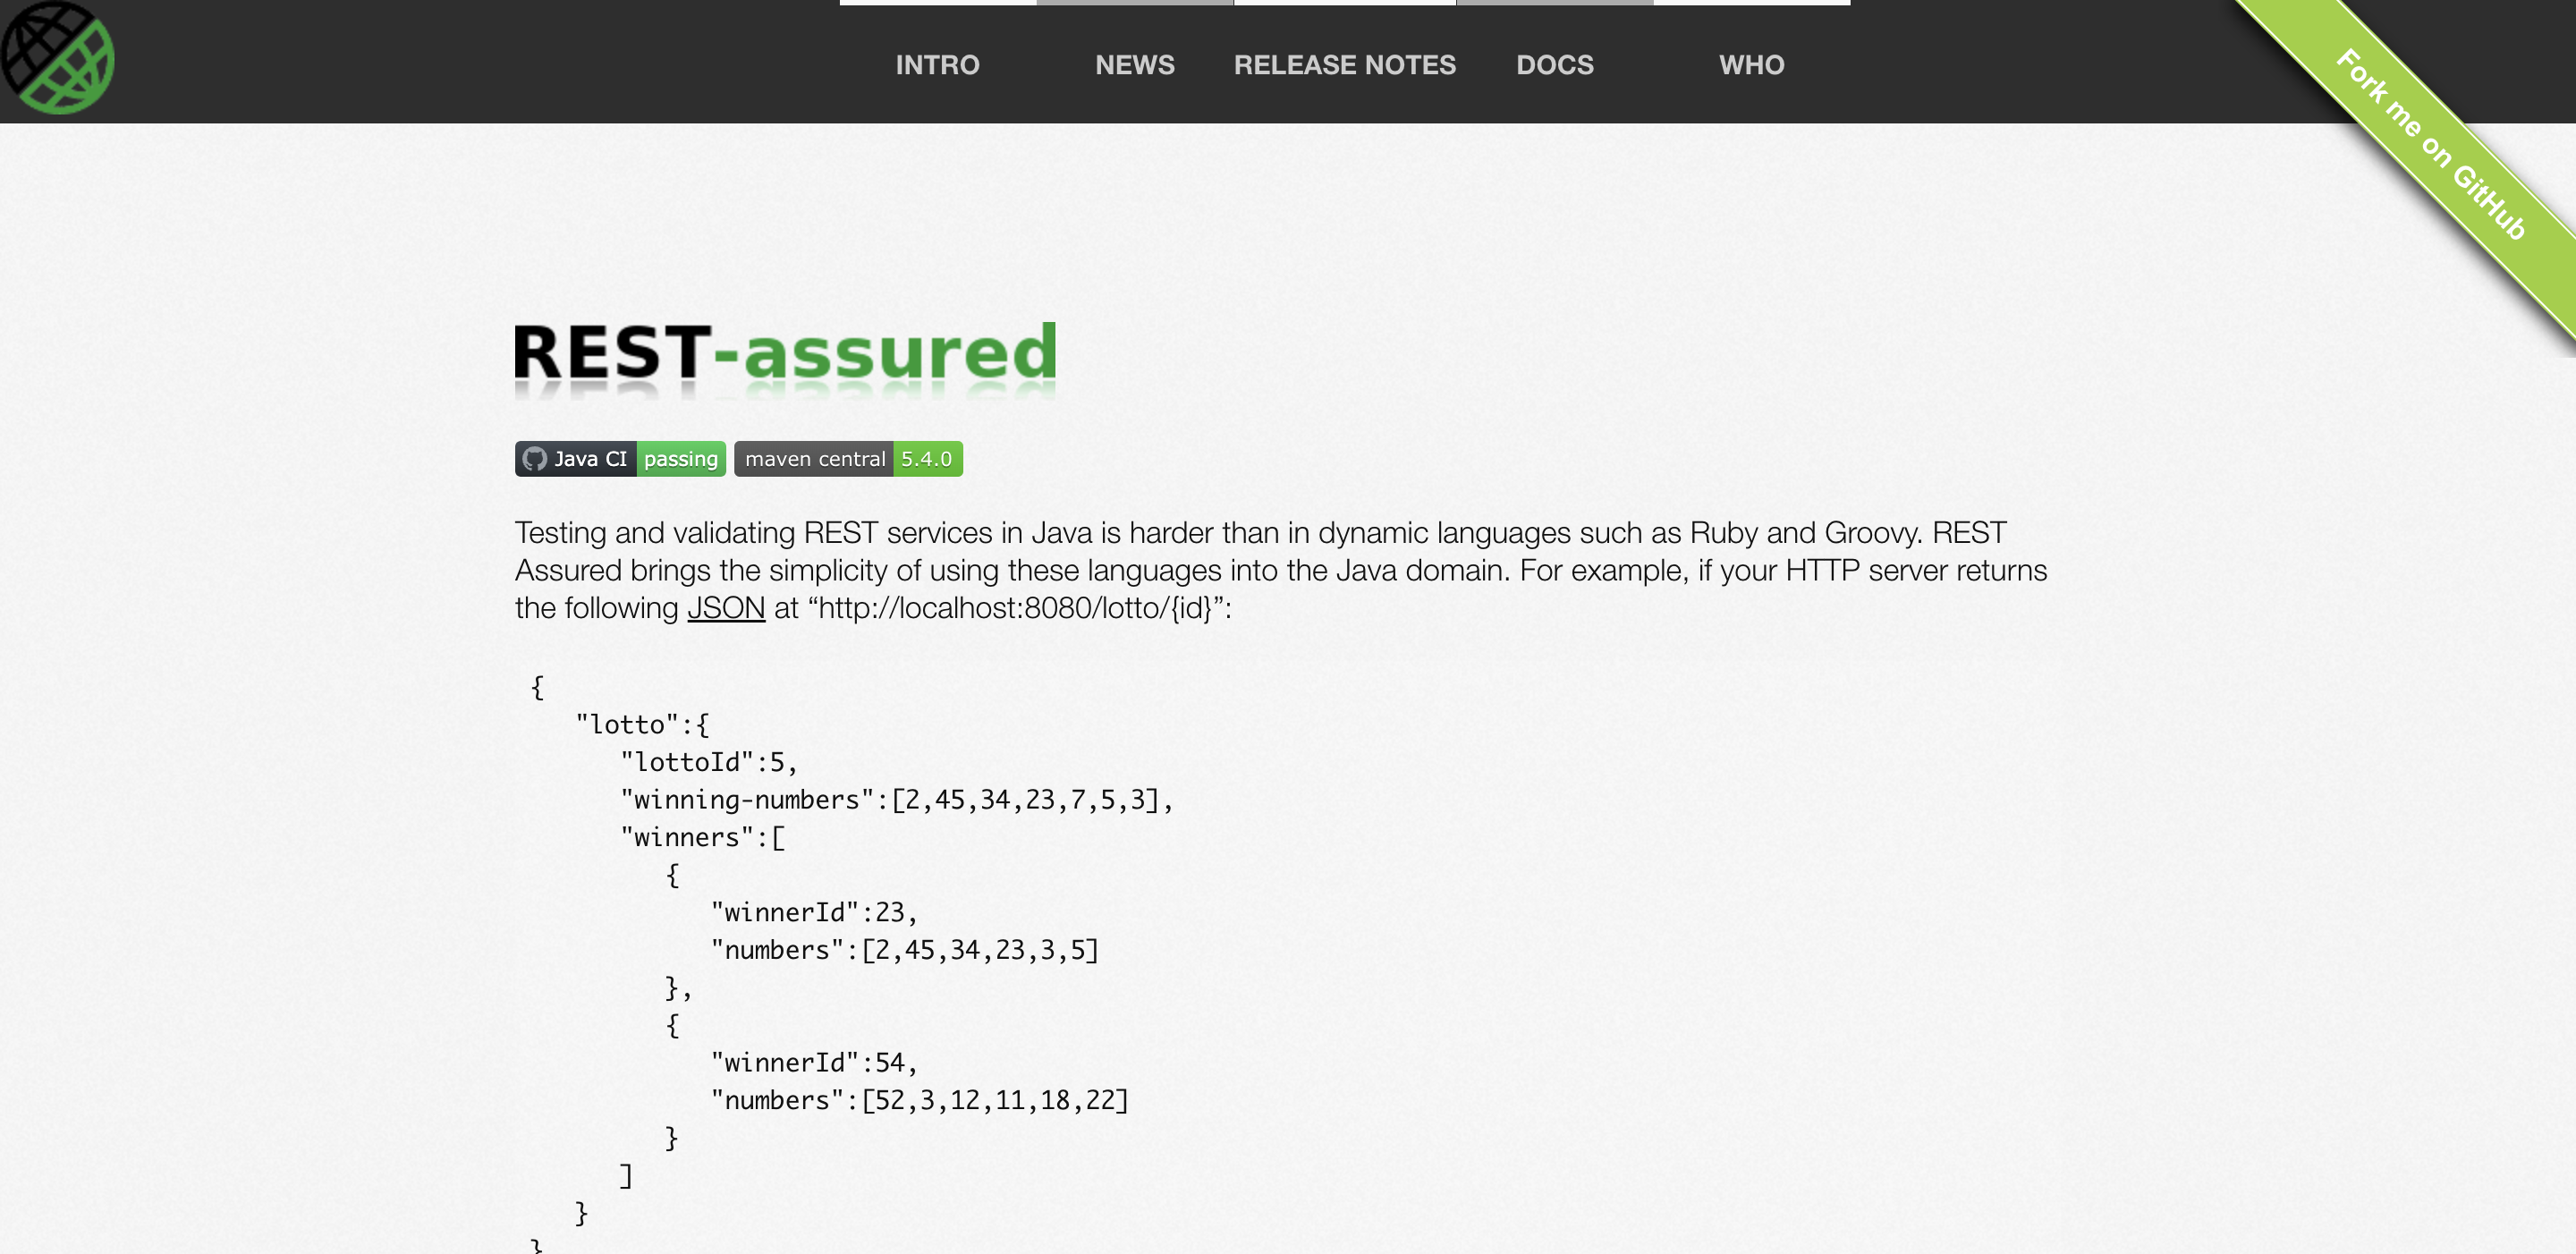 INTRO NEWS RELEASE NOTES DOCS WHO
Fork me on GitHub
REST-assured
Java CI passing maven central 5.4.0
Testing and validating REST services in Java is harder than in dynamic languages such as Ruby and Groovy. REST
Assured brings the simplicity of using these languages into the Java domain. For example, if your HTTP server returns
the following JSON at “http://localhost:8080/lotto/{id}”:
{
   "lotto":{
      "lottoId":5,
      "winning-numbers":[2,45,34,23,7,5,3],
      "winners":[
         {
            "winnerId":23,
            "numbers":[2,45,34,23,3,5]
         },
         {
            "winnerId":54,
            "numbers":[52,3,12,11,18,22]
         }
      ]
   }
}